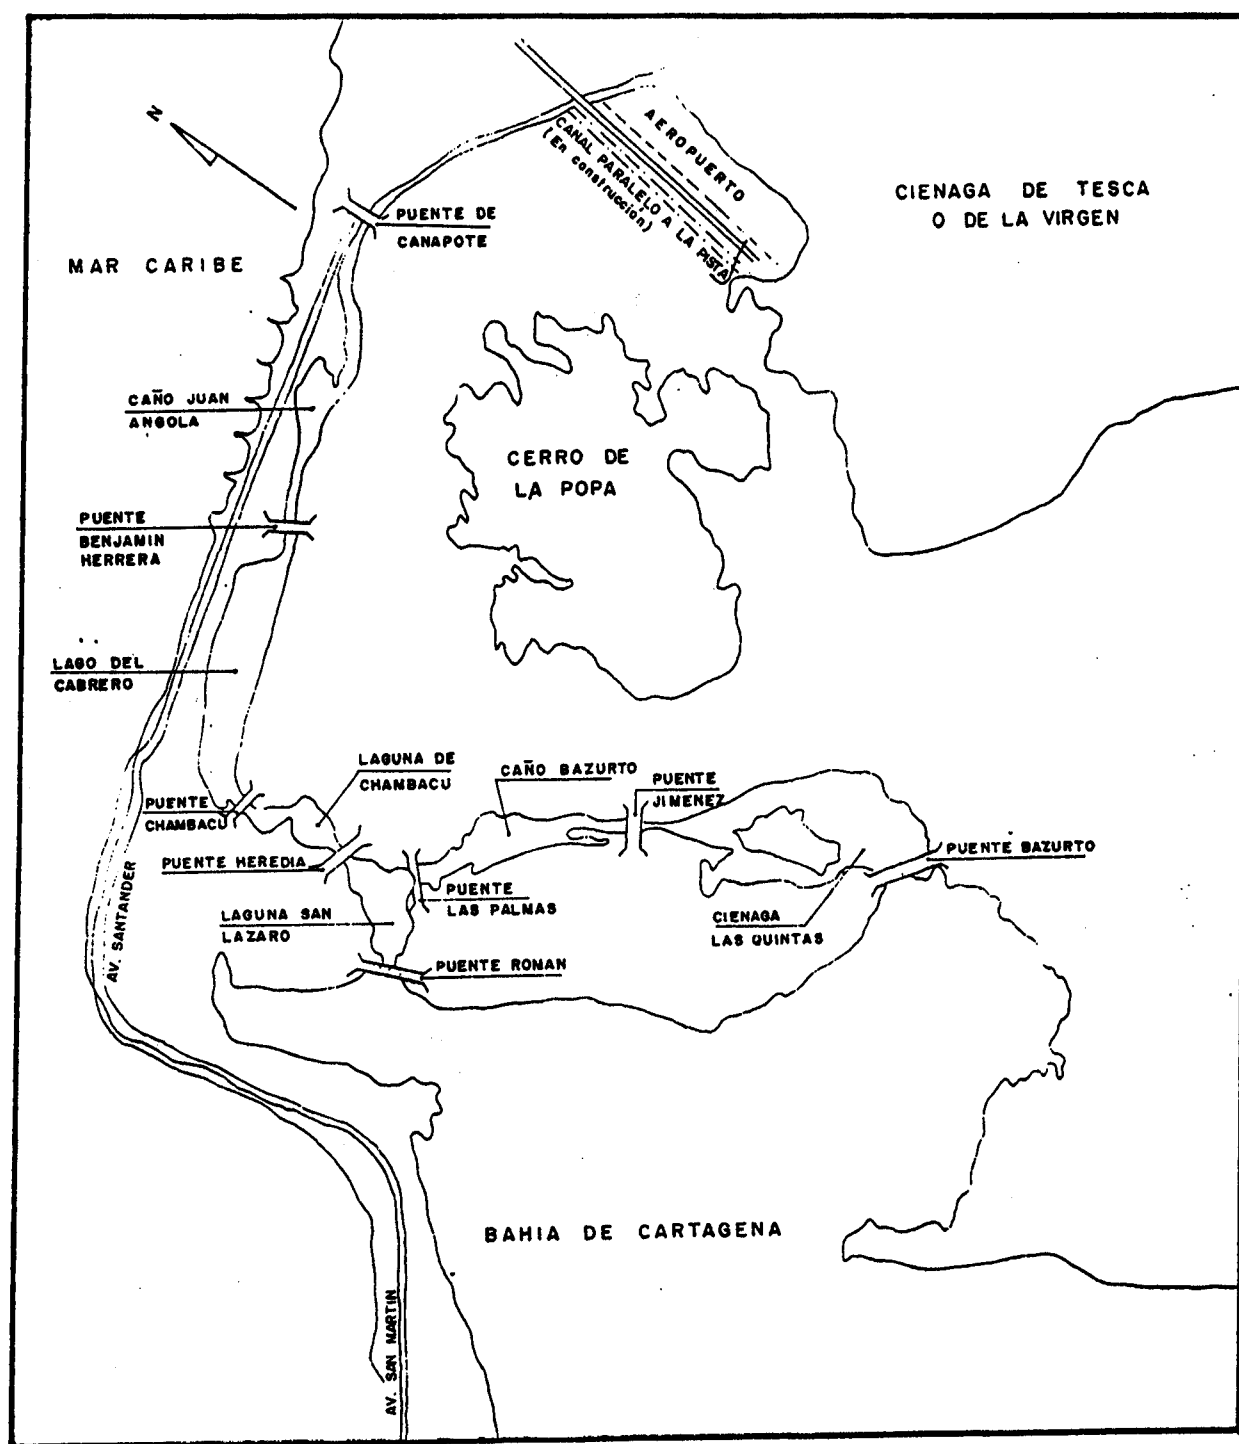 N
AEROPUERTO
CANAL PARALELO A LA PISTA
(En construccion)
CIENAGA DE TESCA
O DE LA VIRGEN
PUENTE DE
CANAPOTE
MAR CARIBE
CAÑO JUAN
ANGOLA
CERRO DE
LA POPA
PUENTE
BENJAMIN
HERRERA
LAGO DEL
CABRERO
LAGUNA DE
CHAMBACU
CAÑO BAZURTO
PUENTE
JIMENEZ
PUENTE
CHAMBACU
PUENTE HEREDIA
PUENTE BAZURTO
PUENTE
LAS PALMAS
LAGUNA SAN
LAZARO
CIENAGA
LAS QUINTAS
AV. SANTANDER
PUENTE ROMAN
BAHIA DE CARTAGENA
AV. SAN MARTIN